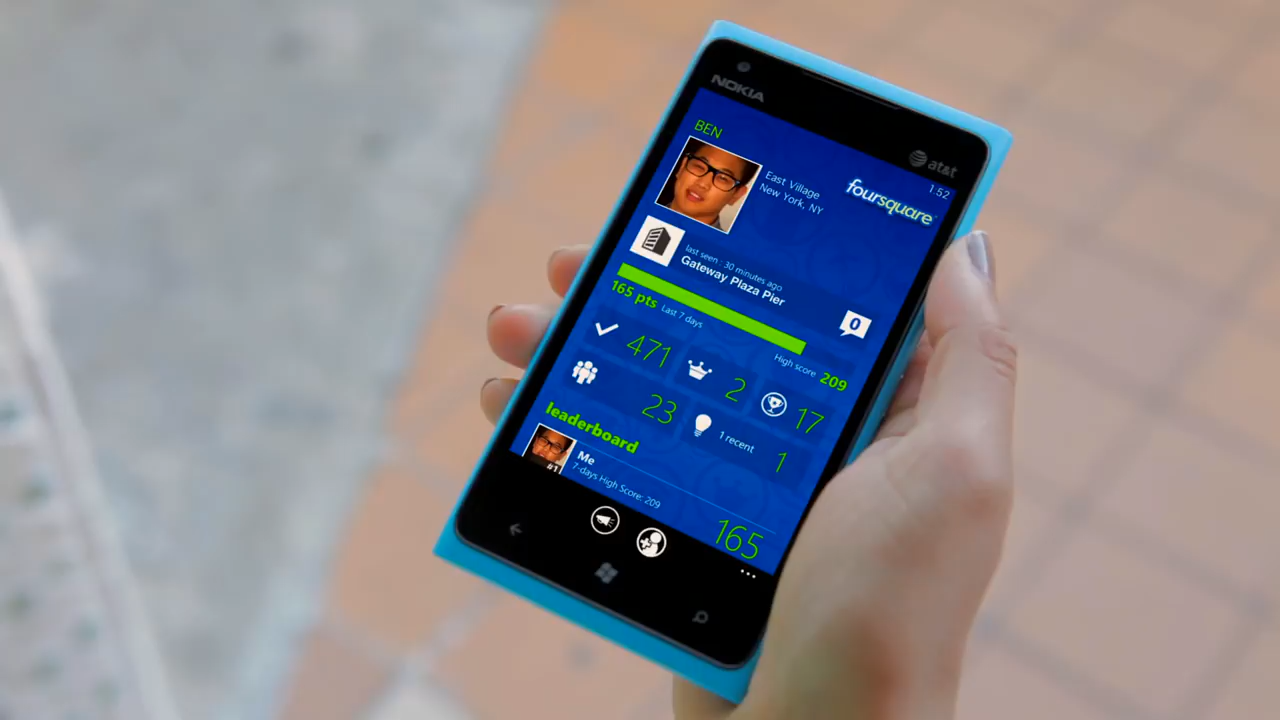 NOKIA
at&t
1:52
BEN
East Village
New York, NY
foursquare
last seen : 30 minutes ago
Gateway Plaza Pier
0
165 pts Last 7 days
High score 209
471
2
17
23
1 recent
1
leaderboard
#1
Me
7-days High Score: 209
165